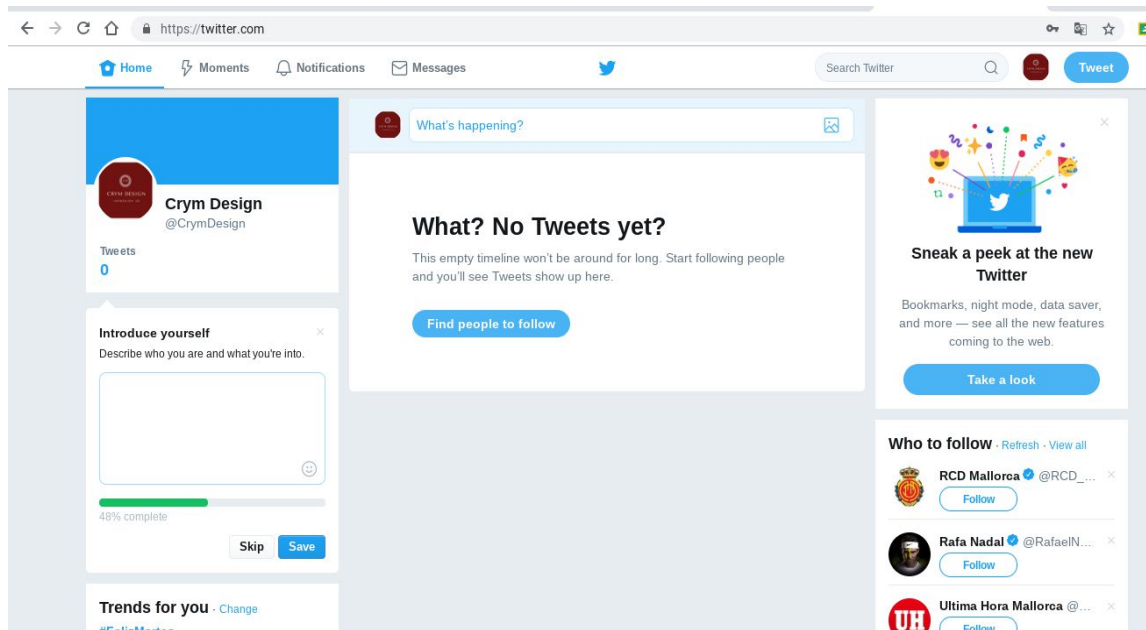 https://twitter.com
Home
Moments
Notifications
Messages
Search Twitter
Tweet
CRYM DESIGN
Crym Design
@CrymDesign
Tweets
0
Introduce yourself
Describe who you are and what you're into.
48% complete
Skip
Save
Trends for you · Change
What's happening?
What? No Tweets yet?
This empty timeline won't be around for long. Start following people
and you'll see Tweets show up here.
Find people to follow
Sneak a peek at the new
Twitter
Bookmarks, night mode, data saver,
and more — see all the new features
coming to the web.
Take a look
Who to follow · Refresh · View all
RCD Mallorca @RCD_...
Follow
Rafa Nadal @RafaelN...
Follow
UH
Ultima Hora Mallorca @...
Follow